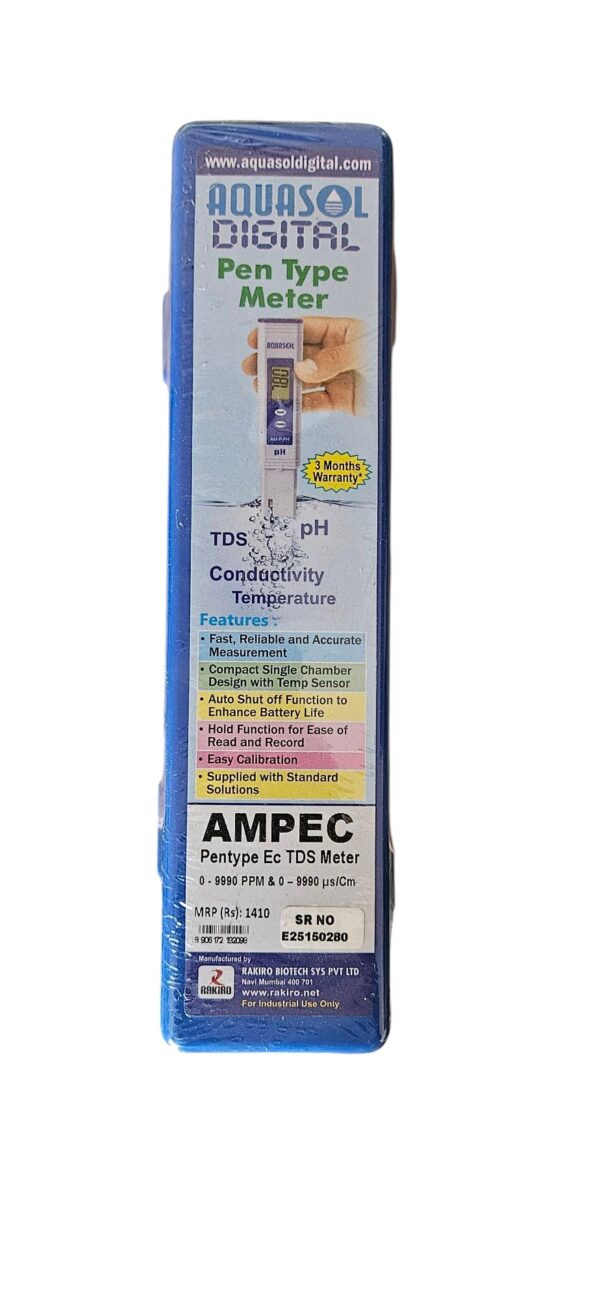 www.aquasoldigital.com
AQUASOL
DIGITAL
Pen Type
Meter
AQUASOL
pH
3 Months
Warranty*
TDS
pH
Conductivity
Temperature
Features :
• Fast, Reliable and Accurate
Measurement
• Compact Single Chamber
Design with Temp Sensor
• Auto Shut off Function to
Enhance Battery Life
• Hold Function for Ease of
Read and Record
• Easy Calibration
• Supplied with Standard
Solutions
AMPEC
Pentype Ec TDS Meter
0 - 9990 PPM & 0 – 9990 µs/Cm
MRP (Rs): 1410
SR NO
E25150280
Manufactured by
RAKIRO
RAKIRO BIOTECH SYS PVT LTD
Navi Mumbai 400 701
www.rakiro.net
For Industrial Use Only